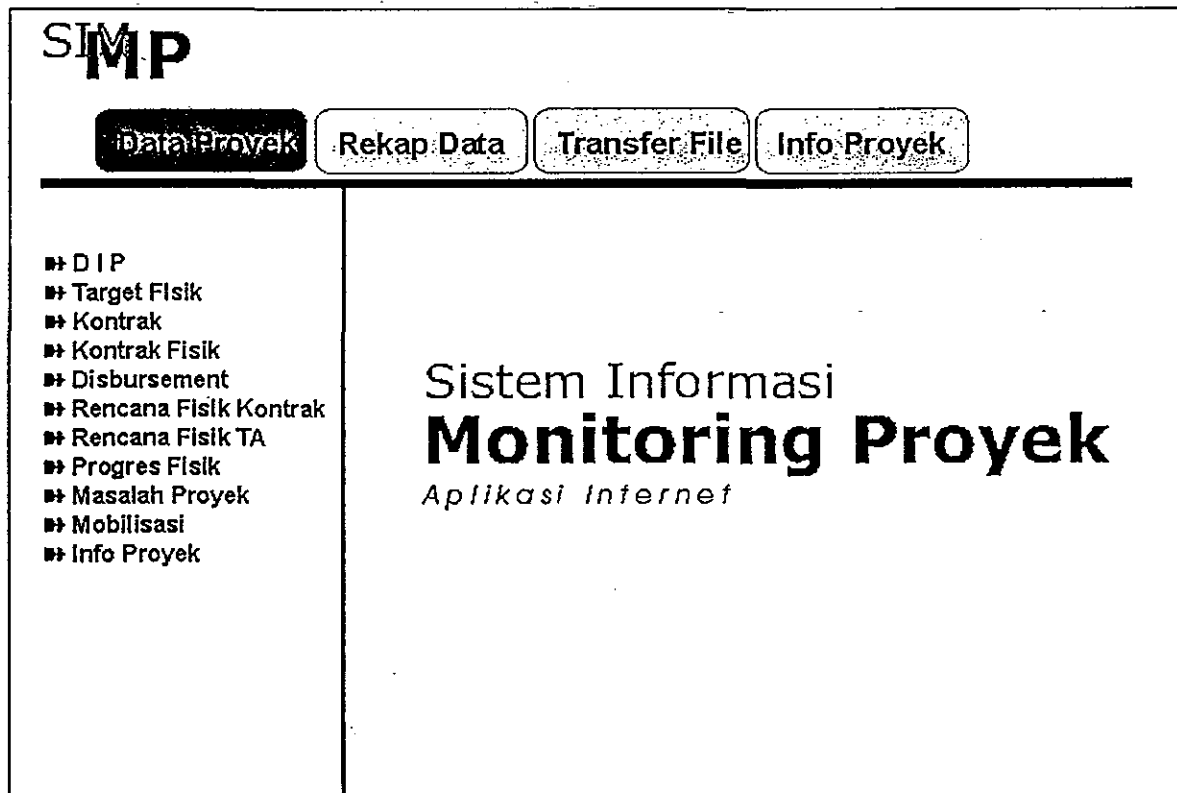 SIMMP
Data Proyek Rekap Data Transfer File Info Proyek
D I P
Target Fisik
Kontrak
Kontrak Fisik
Disbursement
Rencana Fisik Kontrak
Rencana Fisik TA
Progres Fisik
Masalah Proyek
Mobilisasi
Info Proyek
Sistem Informasi
Monitoring Proyek
Aplikasi Internet